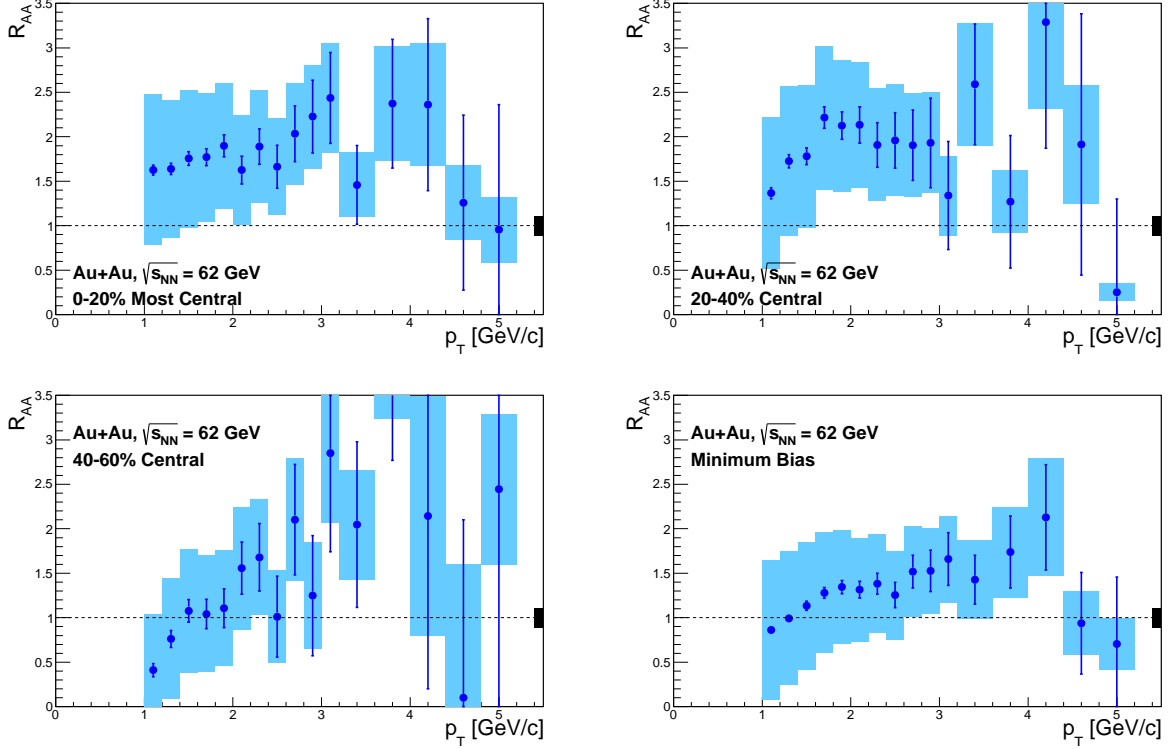 R_AA
3.5
3
2.5
2
1.5
1
0.5
0
Au+Au, √s_NN = 62 GeV
0-20% Most Central
0 1 2 3 4 5
p_T [GeV/c]
R_AA
3.5
3
2.5
2
1.5
1
0.5
0
Au+Au, √s_NN = 62 GeV
20-40% Central
0 1 2 3 4 5
p_T [GeV/c]
R_AA
3.5
3
2.5
2
1.5
1
0.5
0
Au+Au, √s_NN = 62 GeV
40-60% Central
0 1 2 3 4 5
p_T [GeV/c]
R_AA
3.5
3
2.5
2
1.5
1
0.5
0
Au+Au, √s_NN = 62 GeV
Minimum Bias
0 1 2 3 4 5
p_T [GeV/c]